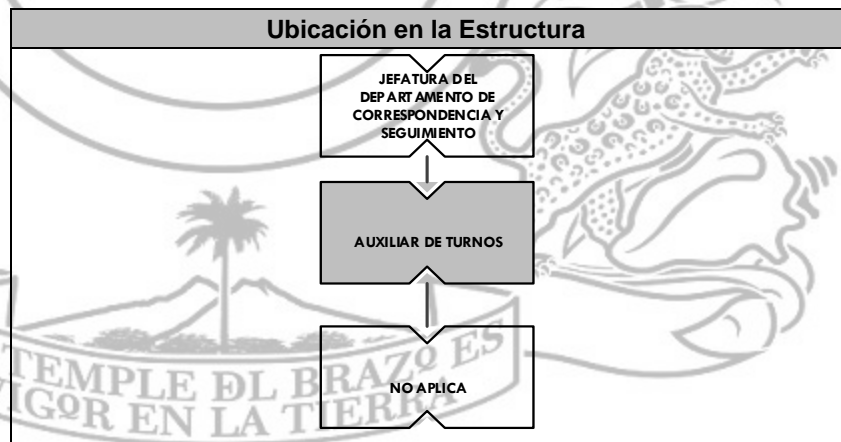 Ubicación en la Estructura
JEFATURA DEL
DEPARTAMENTO DE
CORRESPONDENCIA Y
SEGUIMIENTO
AUXILIAR DE TURNOS
NO APLICA
TEMPLE DL BRAZO ES
VIGOR EN LA TIERRA